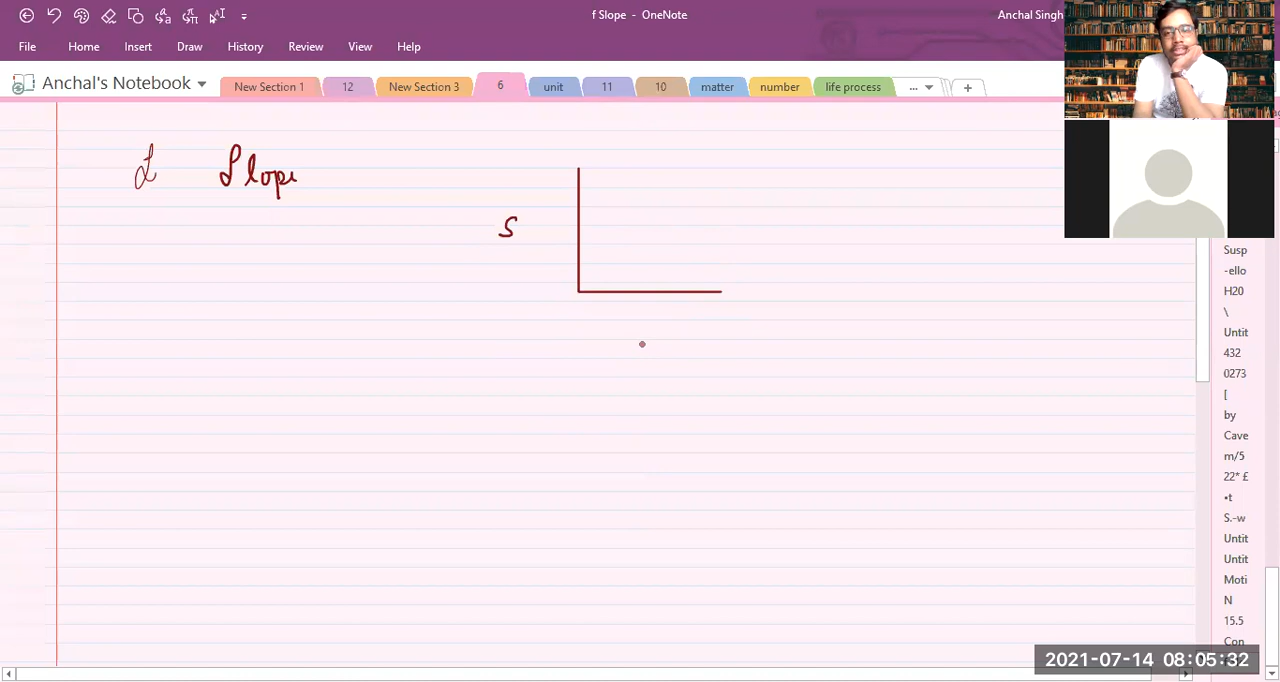 f Slope - OneNote
Anchal Singh
File Home Insert Draw History Review View Help
Anchal's Notebook
New Section 1 12 New Section 3 6 unit 11 10 matter number life process ... +
Slope
S
Susp
-ello
H20
\
Untit
432
0273
[
by
Cave
m/5
22* £
•t
S.-w
Untit
Untit
Moti
N
15.5
Con
2021-07-14 08:05:32